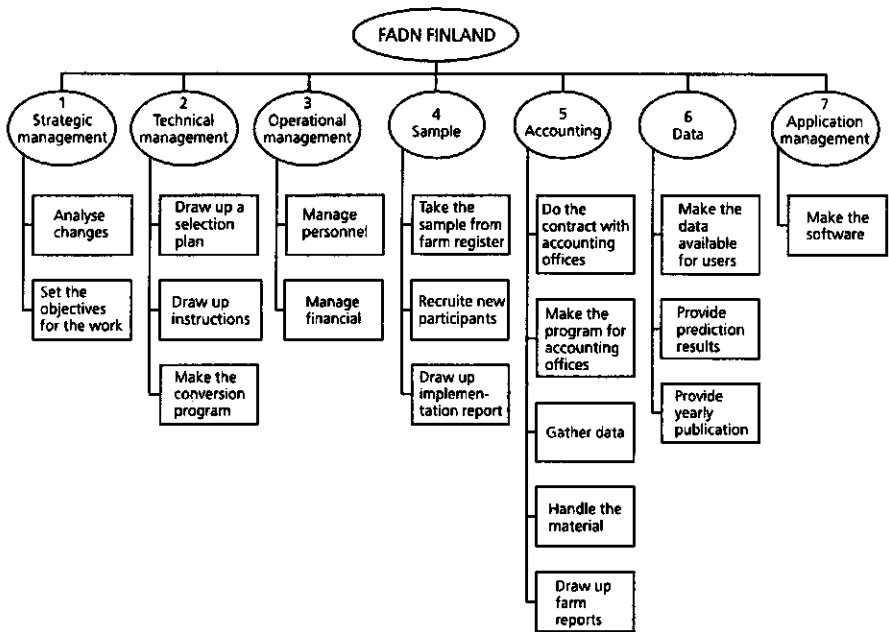 FADN FINLAND
1
Strategic
management
2
Technical
management
3
Operational
management
4
Sample
5
Accounting
6
Data
7
Application
management
Analyse
changes
Set the
objectives
for the work
Draw up a
selection
plan
Draw up
instructions
Make the
conversion
program
Manage
personnel
Manage
financial
Take the
sample from
farm register
Recruite new
participants
Draw up
implemen-
tation report
Do the
contract with
accounting
offices
Make the
program for
accounting
offices
Gather data
Handle the
material
Draw up
farm
reports
Make the
data
available
for users
Provide
prediction
results
Provide
yearly
publication
Make the
software